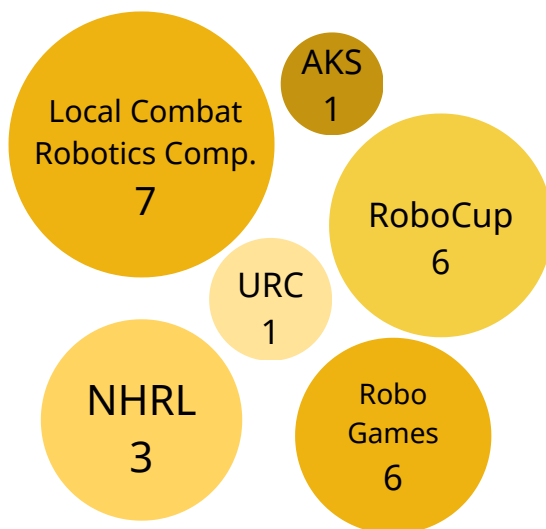 AKS
1
Local Combat
Robotics Comp.
7
RoboCup
6
URC
1
NHRL
3
Robo
Games
6